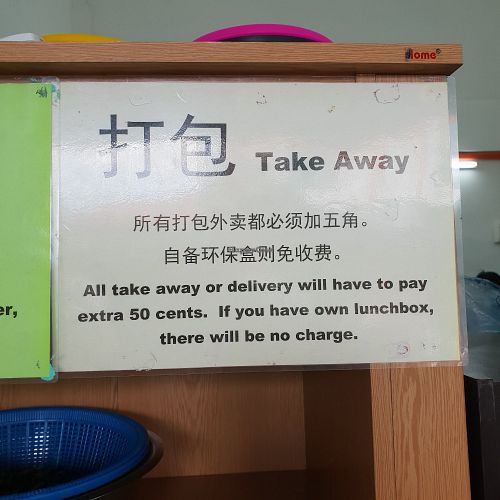 Home
打包 Take Away
所有打包外卖都必须加五角。
自备环保盒则免收费。
All take away or delivery will have to pay
extra 50 cents. If you have own lunchbox,
there will be no charge.
er,